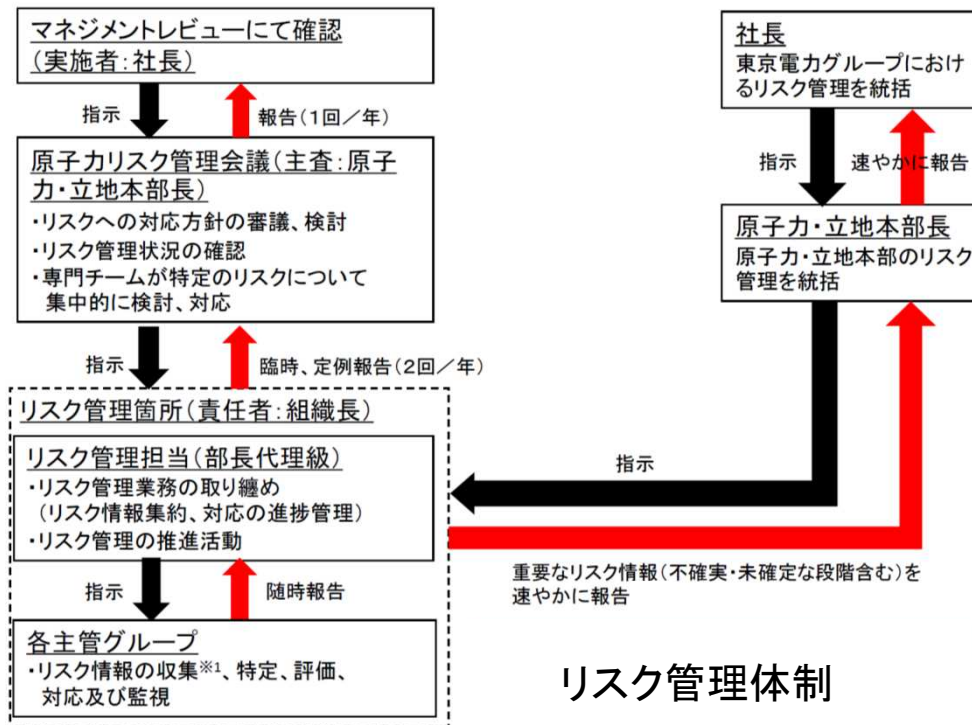 マネジメントレビューにて確認
（実施者：社長）
指示
報告（１回／年）
原子力リスク管理会議（主査：原子
力・立地本部長）
・リスクへの対応方針の審議、検討
・リスク管理状況の確認
・専門チームが特定のリスクについて
集中的に検討、対応
指示
臨時、定例報告（２回／年）
リスク管理箇所（責任者：組織長）
リスク管理担当（部長代理級）
・リスク管理業務の取り纏め
（リスク情報集約、対応の進捗管理）
・リスク管理の推進活動
指示
随時報告
各主管グループ
・リスク情報の収集※1、特定、評価、
対応及び監視
社長
東京電力グループにおけ
るリスク管理を統括
指示
速やかに報告
原子力・立地本部長
原子力・立地本部のリスク
管理を統括
指示
重要なリスク情報（不確実・未確定な段階含む）を
速やかに報告
リスク管理体制